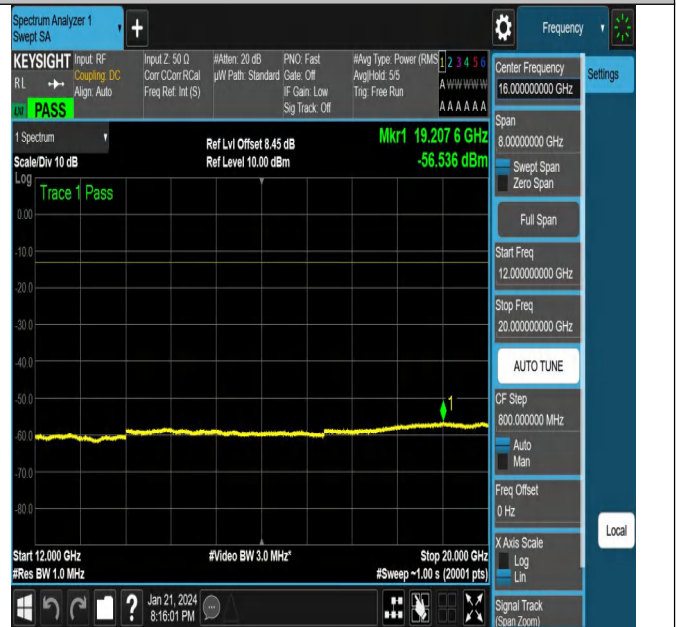 Spectrum Analyzer 1
Swept SA
+
Frequency
KEYSIGHT
RL
LXI PASS
Input: RF
Coupling: DC
Align: Auto
Input Z: 50 Ω
Corr CCorr RCal
Freq Ref: Int (S)
#Atten: 20 dB
µW Path: Standard
PNO: Fast
Gate: Off
IF Gain: Low
Sig Track: Off
#Avg Type: Power (RMS
Avg|Hold: 5/5
Trig: Free Run
1 2 3 4 5 6
A W W W W W
A A A A A A
1 Spectrum
Scale/Div 10 dB
Ref Lvl Offset 8.45 dB
Ref Level 10.00 dBm
Mkr1 19.207 6 GHz
-56.536 dBm
Log
Trace 1 Pass
0.00
-10.0
-20.0
-30.0
-40.0
-50.0
-60.0
-70.0
-80.0
1
Start 12.000 GHz
#Res BW 1.0 MHz
#Video BW 3.0 MHz*
Stop 20.000 GHz
#Sweep ~1.00 s (20001 pts)
Center Frequency
16.000000000 GHz
Settings
Span
8.00000000 GHz
Swept Span
Zero Span
Full Span
Start Freq
12.000000000 GHz
Stop Freq
20.000000000 GHz
AUTO TUNE
CF Step
800.000000 MHz
Auto
Man
Freq Offset
0 Hz
X Axis Scale
Log
Lin
Local
Signal Track
(Span Zoom)
?
Jan 21, 2024
8:16:01 PM